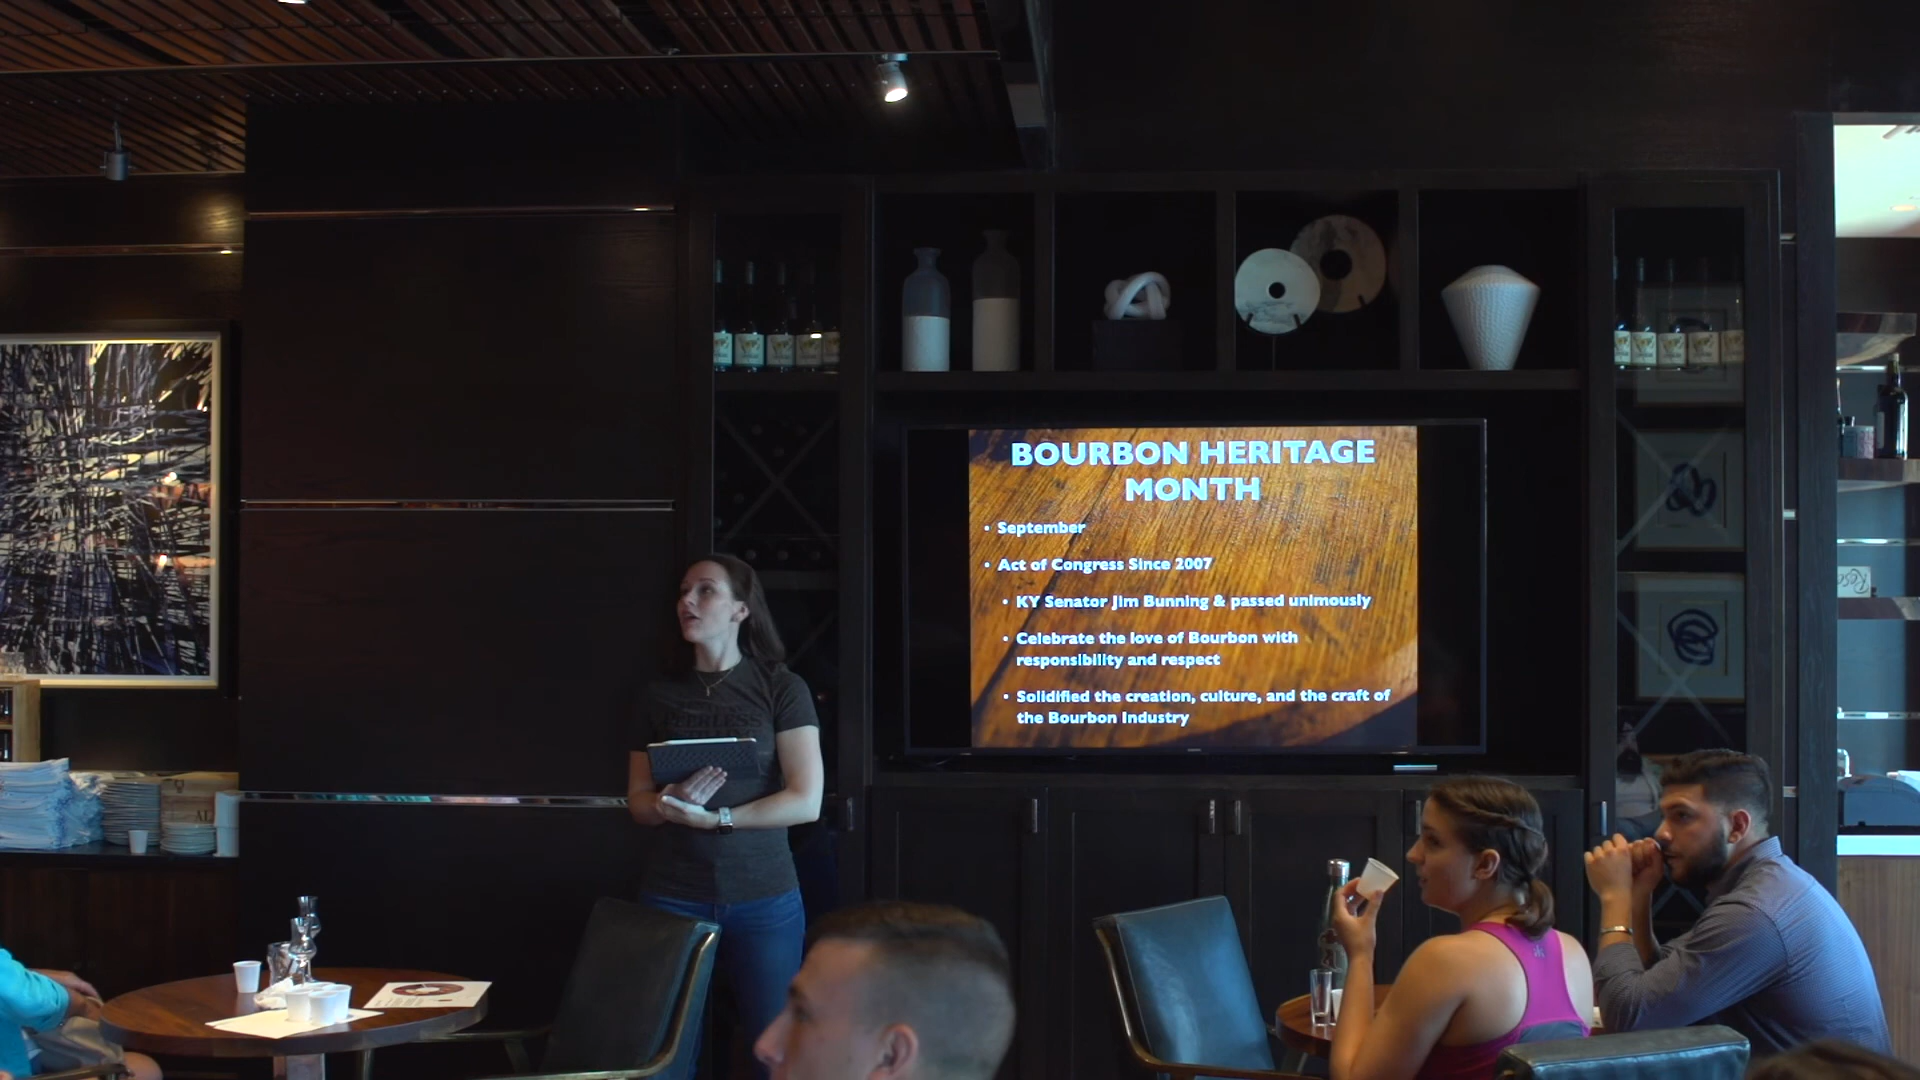 BOURBON HERITAGE
MONTH
• September
• Act of Congress Since 2007
• KY Senator Jim Bunning & passed unimously
• Celebrate the love of Bourbon with
responsibility and respect
• Solidified the creation, culture, and the craft of
the Bourbon Industry
PEERLESS